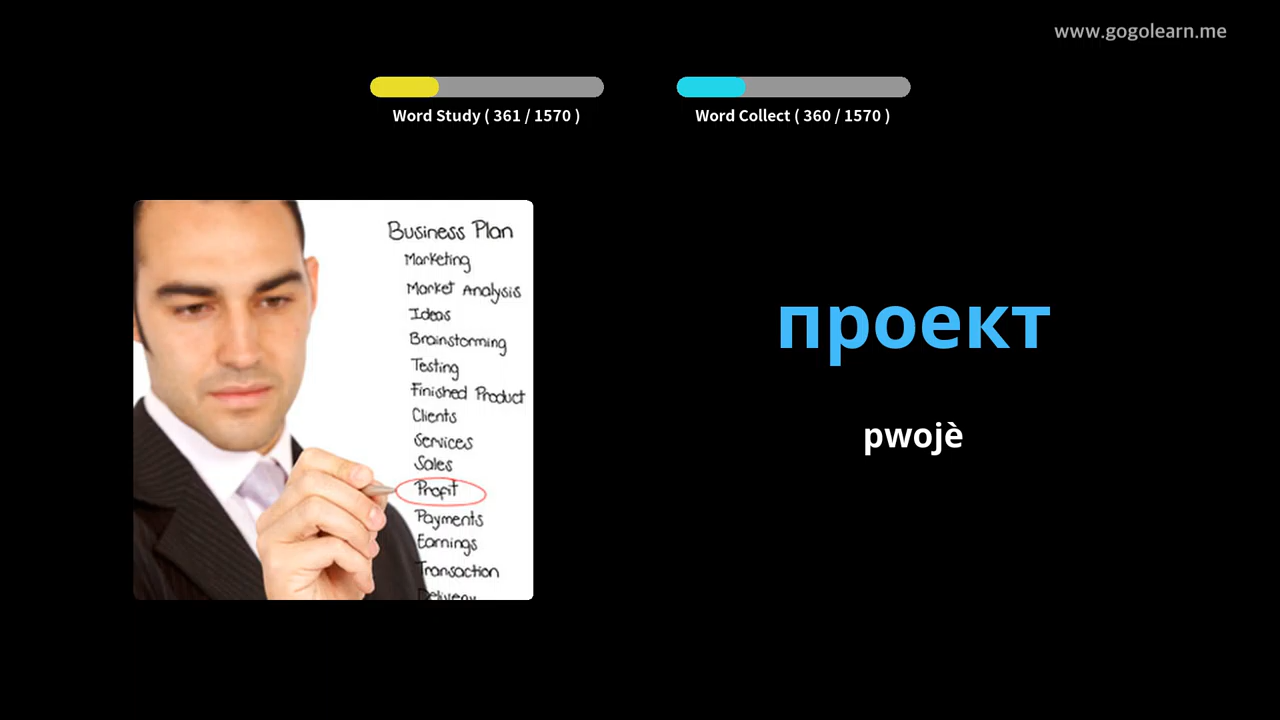 www.gogolearn.me
Word Study ( 361 / 1570 )
Word Collect ( 360 / 1570 )
Business Plan
Marketing
Market Analysis
Ideas
Brainstorming
Testing
Finished Product
Clients
Services
Sales
Profit
Payments
Earnings
Transaction
Delivery
проект
pwojè